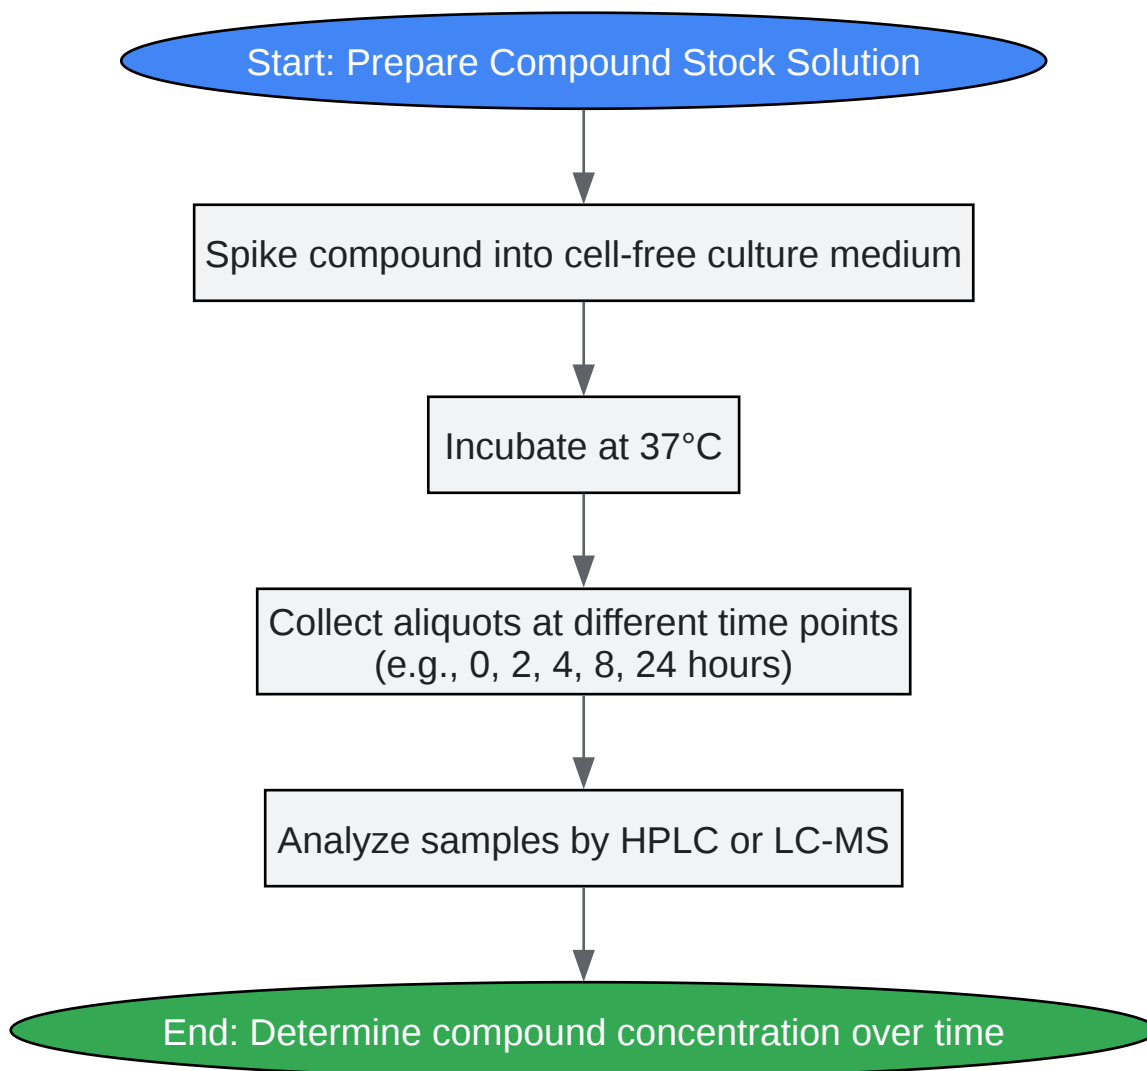 Start: Prepare Compound Stock Solution
Spike compound into cell-free culture medium
Incubate at 37°C
Collect aliquots at different time points
(e.g., 0, 2, 4, 8, 24 hours)
Analyze samples by HPLC or LC-MS
End: Determine compound concentration over time